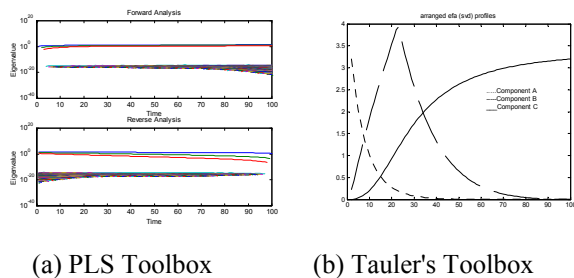 Forward Analysis
10^20
10^0
10^-20
10^-40
Eigenvalue
0 10 20 30 40 50 60 70 80 90 100
Time
Reverse Analysis
10^20
10^0
10^-20
10^-40
Eigenvalue
0 10 20 30 40 50 60 70 80 90 100
Time
(a) PLS Toolbox
arranged efa (svd) profiles
4
3.5
3
2.5
2
1.5
1
0.5
0
0 10 20 30 40 50 60 70 80 90 100
Component A
Component B
Component C
(b) Tauler's Toolbox